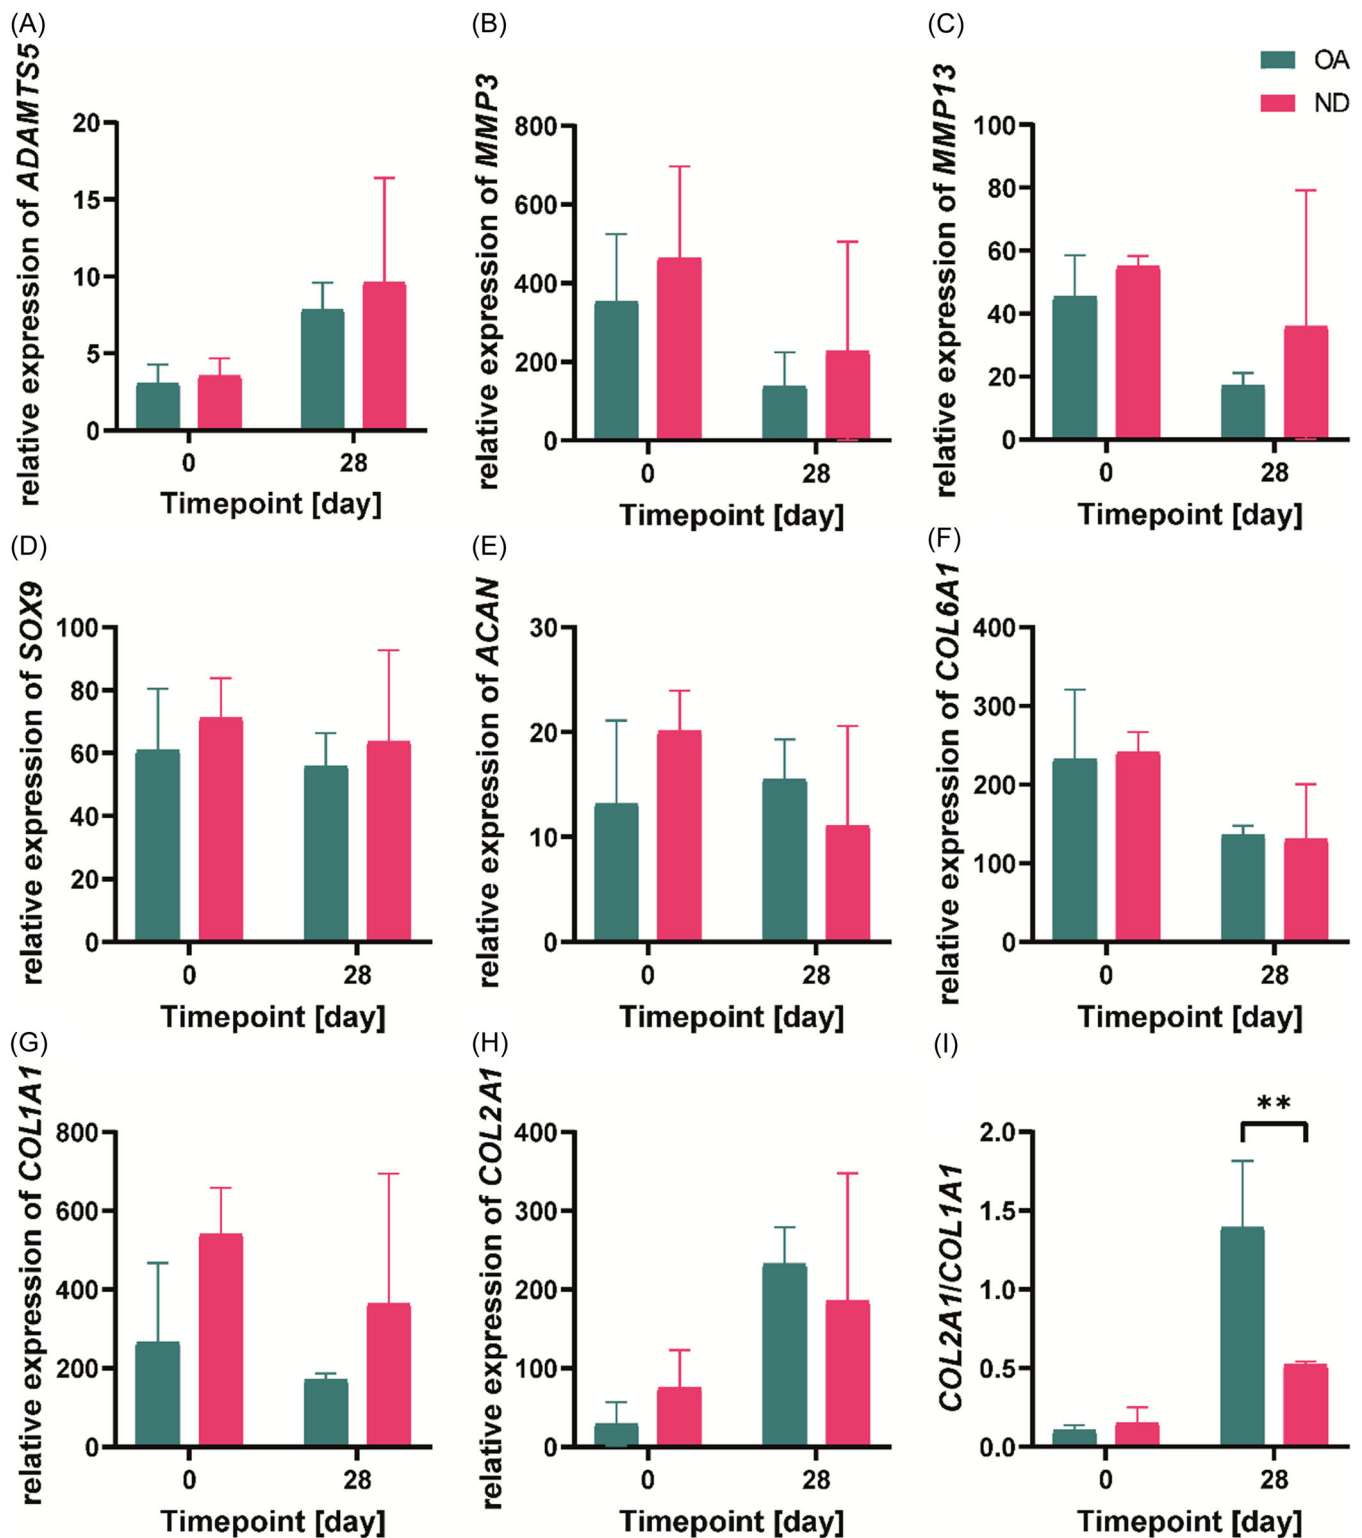 (A)
relative expression of ADAMTS5
20
15
10
5
0
0
28
Timepoint [day]
(B)
relative expression of MMP3
800
600
400
200
0
0
28
Timepoint [day]
(C)
relative expression of MMP13
100
80
60
40
20
0
0
28
Timepoint [day]
OA
ND
(D)
relative expression of SOX9
100
80
60
40
20
0
0
28
Timepoint [day]
(E)
relative expression of ACAN
30
20
10
0
0
28
Timepoint [day]
(F)
relative expression of COL6A1
400
300
200
100
0
0
28
Timepoint [day]
(G)
relative expression of COL1A1
800
600
400
200
0
0
28
Timepoint [day]
(H)
relative expression of COL2A1
400
300
200
100
0
0
28
Timepoint [day]
(I)
COL2A1/COL1A1
2.0
1.5
1.0
0.5
0.0
**
0
28
Timepoint [day]